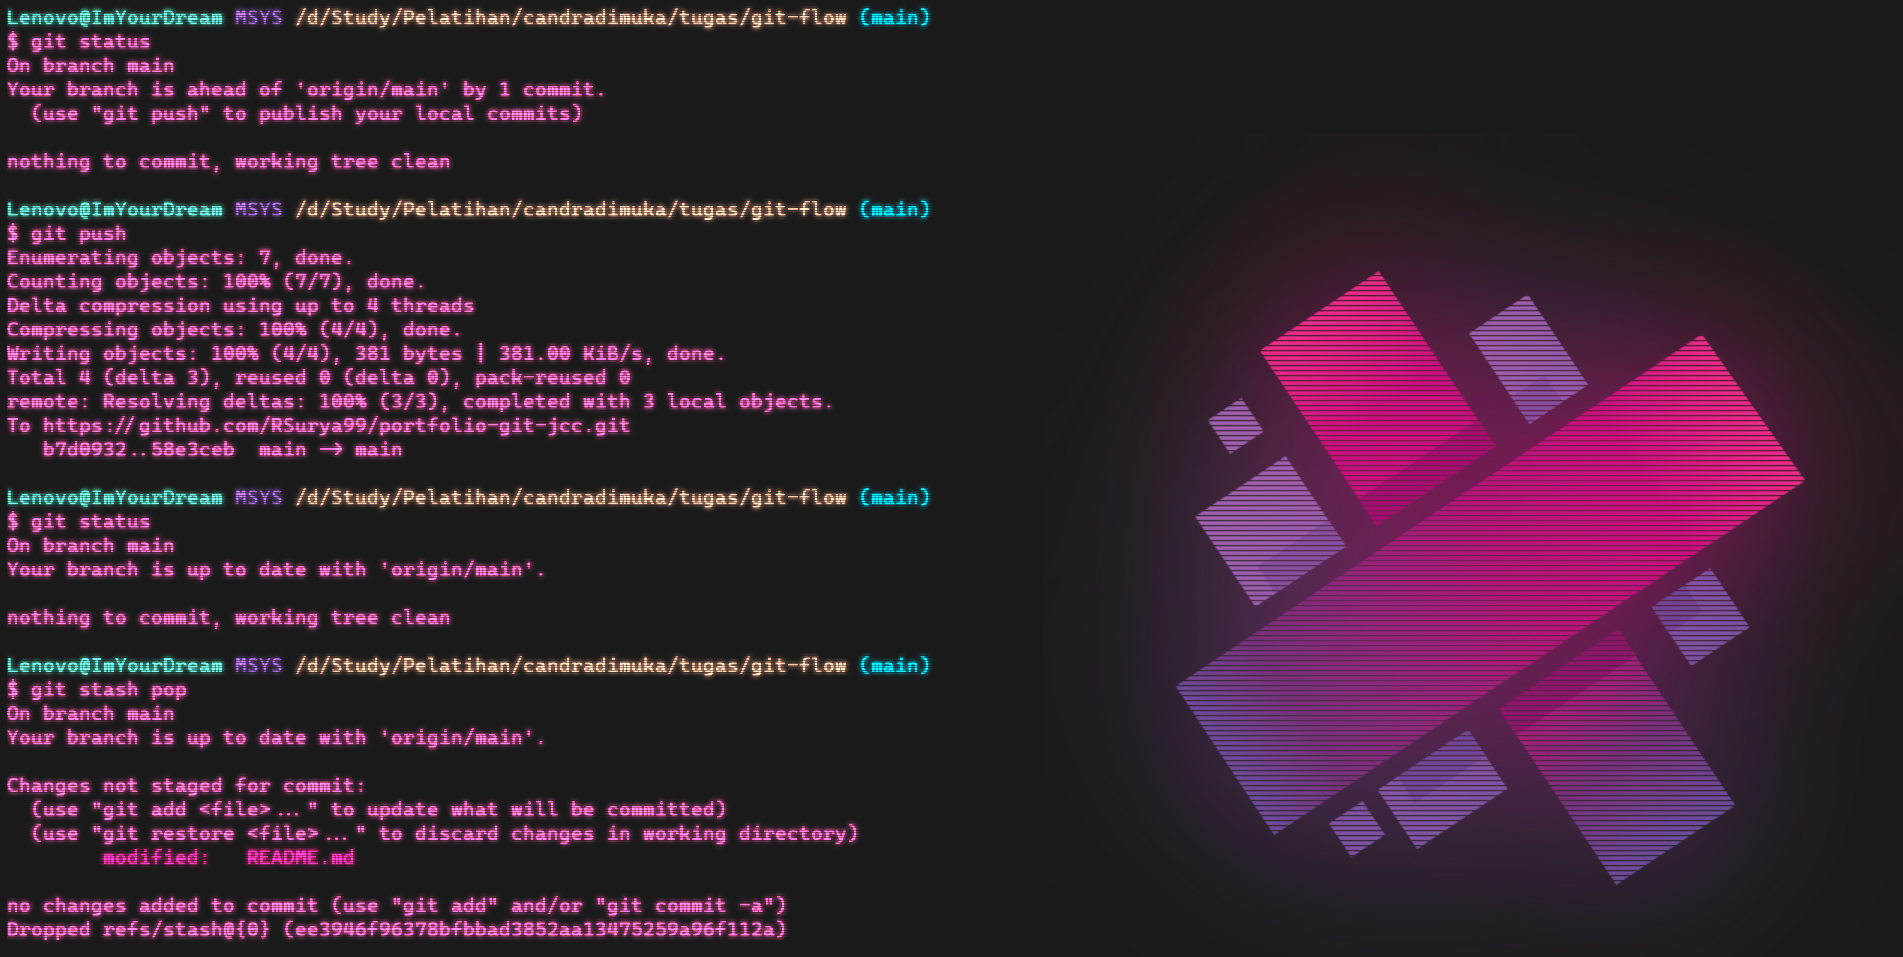 Lenovo@ImYourDream MSYS /d/Study/Pelatihan/candradimuka/tugas/git-flow (main)
$ git status
On branch main
Your branch is ahead of 'origin/main' by 1 commit.
  (use "git push" to publish your local commits)

nothing to commit, working tree clean

Lenovo@ImYourDream MSYS /d/Study/Pelatihan/candradimuka/tugas/git-flow (main)
$ git push
Enumerating objects: 7, done.
Counting objects: 100% (7/7), done.
Delta compression using up to 4 threads
Compressing objects: 100% (4/4), done.
Writing objects: 100% (4/4), 381 bytes | 381.00 KiB/s, done.
Total 4 (delta 3), reused 0 (delta 0), pack-reused 0
remote: Resolving deltas: 100% (3/3), completed with 3 local objects.
To https://github.com/RSurya99/portfolio-git-jcc.git
   b7d0932..58e3ceb  main -> main

Lenovo@ImYourDream MSYS /d/Study/Pelatihan/candradimuka/tugas/git-flow (main)
$ git status
On branch main
Your branch is up to date with 'origin/main'.

nothing to commit, working tree clean

Lenovo@ImYourDream MSYS /d/Study/Pelatihan/candradimuka/tugas/git-flow (main)
$ git stash pop
On branch main
Your branch is up to date with 'origin/main'.

Changes not staged for commit:
  (use "git add <file>..." to update what will be committed)
  (use "git restore <file>..." to discard changes in working directory)
        modified:   README.md

no changes added to commit (use "git add" and/or "git commit -a")
Dropped refs/stash@{0} (ee3946f96378bfbbad3852aa13475259a96f112a)